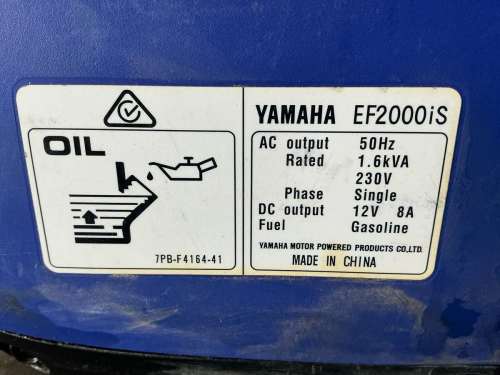 OIL
7PB-F4164-41
YAMAHA EF2000iS
AC output 50Hz
Rated 1.6kVA
230V
Phase Single
DC output 12V 8A
Fuel Gasoline
YAMAHA MOTOR POWERED PRODUCTS CO.,LTD.
MADE IN CHINA